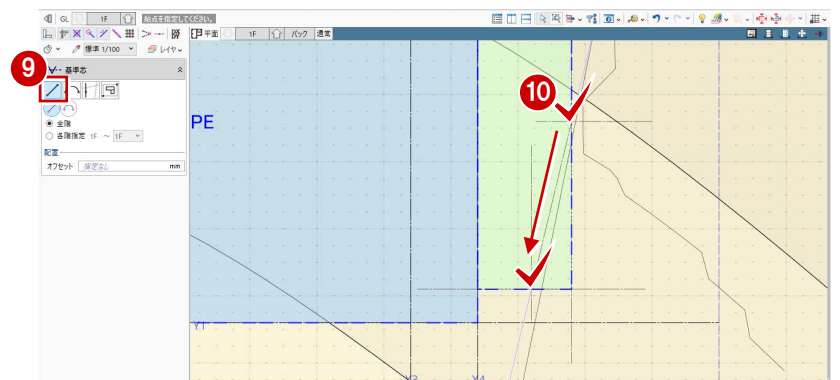 GL 1F 始点を指定してください。
標準 1/100 レイヤ
平面 1F バック 通常
9
基準芯
全階
各階指定 1F ～ 1F
配置
オフセット 指定なし mm
10
PE
Y1
X3 X4